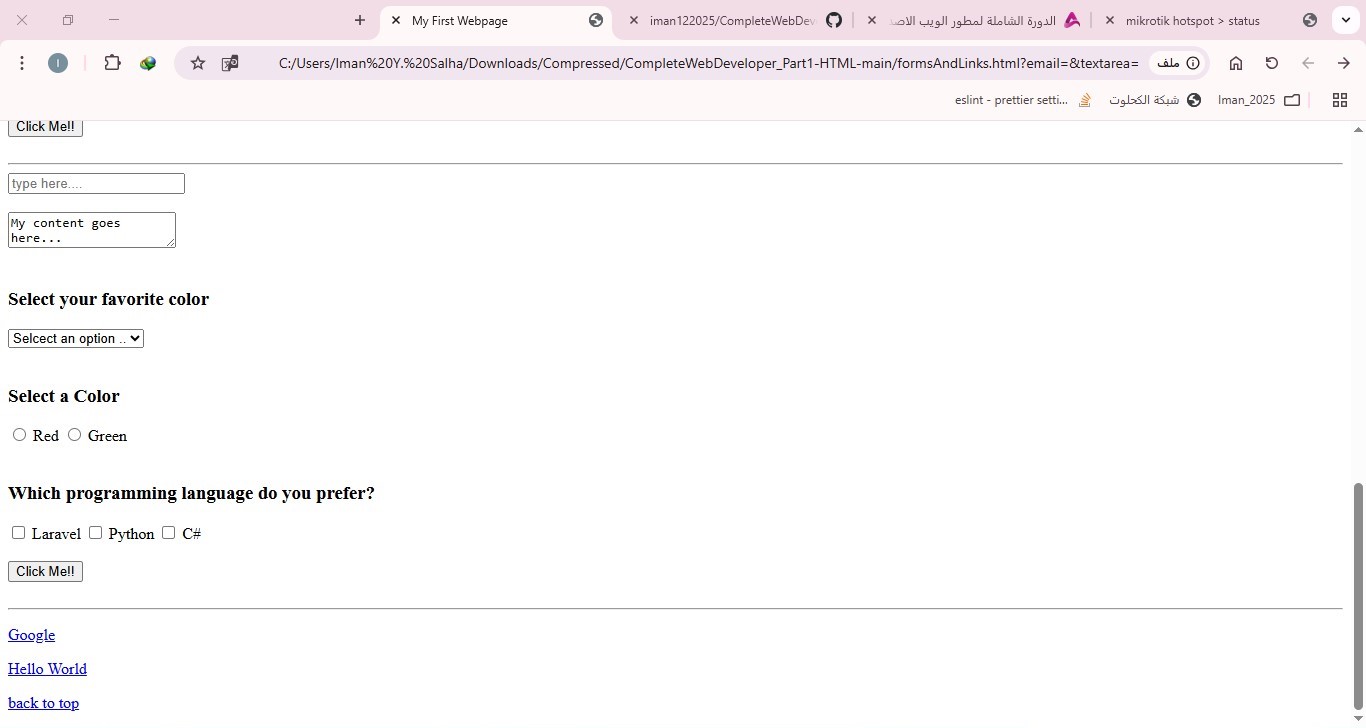 My First Webpage
iman122025/CompleteWebDev
الدورة الشاملة لمطور الويب الاصد
mikrotik hotspot > status
I
C:/Users/Iman%20Y.%20Salha/Downloads/Compressed/CompleteWebDeveloper_Part1-HTML-main/formsAndLinks.html?email=&textarea=
ملف
eslint - prettier setti...
شبكة الكحلوت
Iman_2025
Click Me!!
type here....
My content goes
here...
Select your favorite color
Selcect an option ..
Select a Color
Red
Green
Which programming language do you prefer?
Laravel
Python
C#
Click Me!!
Google
Hello World
back to top